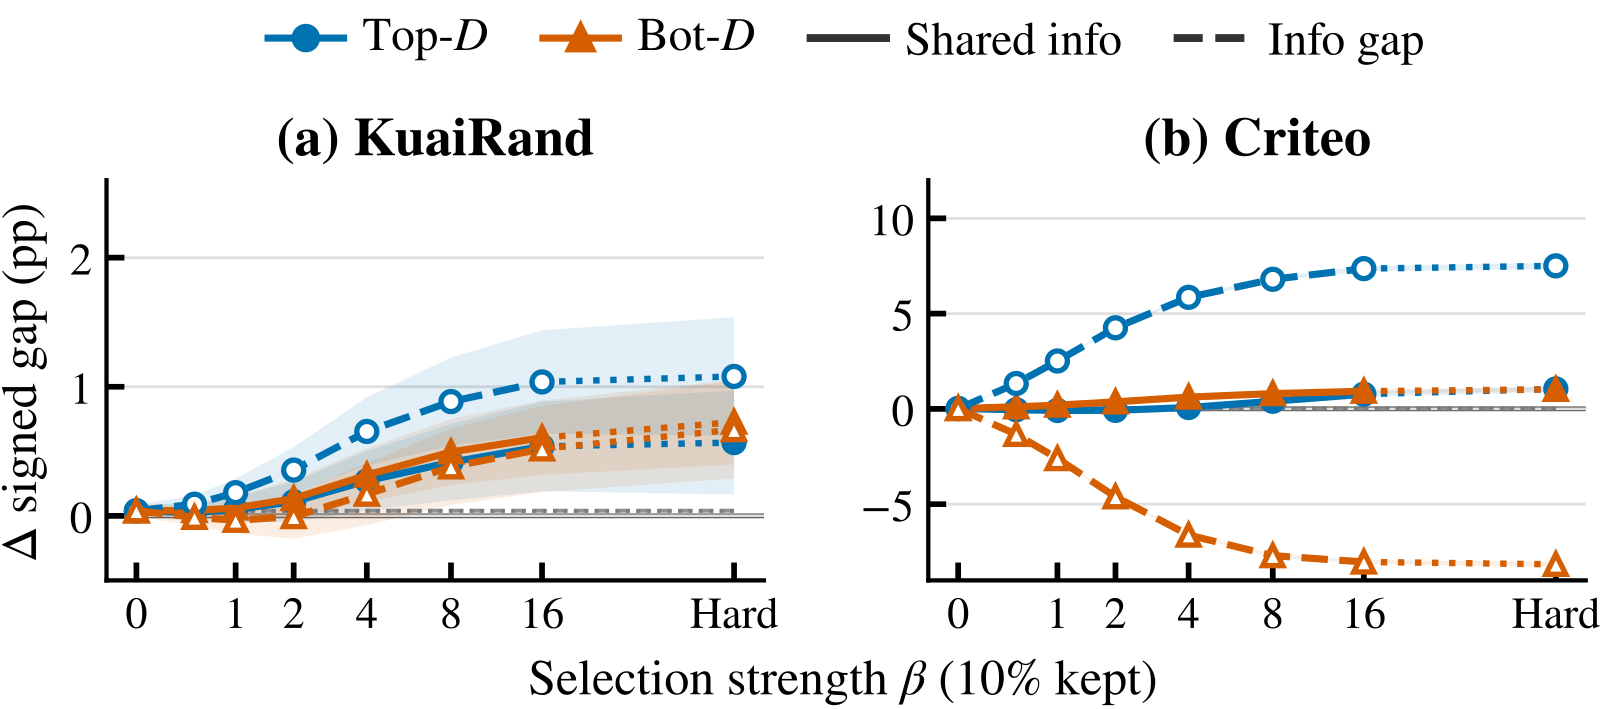 Top-D Bot-D Shared info Info gap
(a) KuaiRand
(b) Criteo
Δ signed gap (pp)
2
1
0
0 1 2 4 8 16 Hard
10
5
0
−5
0 1 2 4 8 16 Hard
Selection strength β (10% kept)